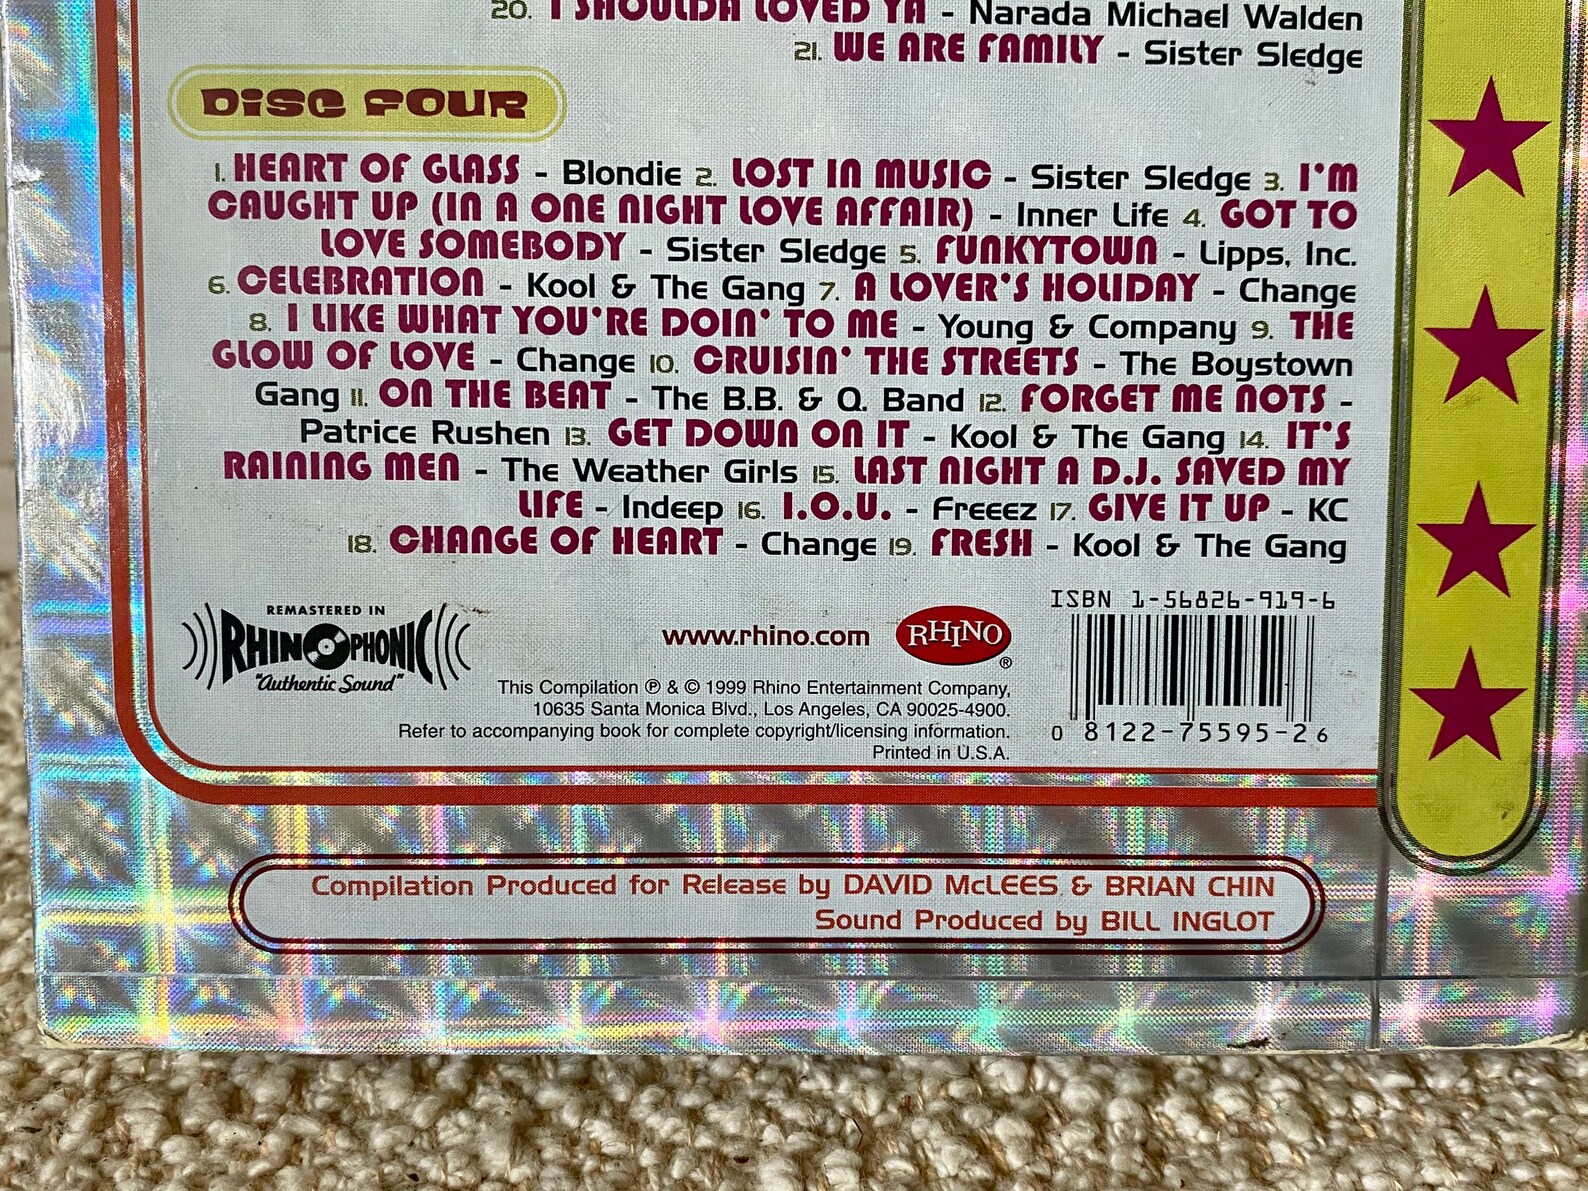 20. I SHOULDA LOVED YA - Narada Michael Walden
21. WE ARE FAMILY - Sister Sledge
DISC FOUR
1. HEART OF GLASS - Blondie 2. LOST IN MUSIC - Sister Sledge 3. I'M
CAUGHT UP (IN A ONE NIGHT LOVE AFFAIR) - Inner Life 4. GOT TO
LOVE SOMEBODY - Sister Sledge 5. FUNKYTOWN - Lipps, Inc.
6. CELEBRATION - Kool & The Gang 7. A LOVER'S HOLIDAY - Change
8. I LIKE WHAT YOU'RE DOIN' TO ME - Young & Company 9. THE
GLOW OF LOVE - Change 10. CRUISIN' THE STREETS - The Boystown
Gang 11. ON THE BEAT - The B.B. & Q. Band 12. FORGET ME NOTS -
Patrice Rushen 13. GET DOWN ON IT - Kool & The Gang 14. IT'S
RAINING MEN - The Weather Girls 15. LAST NIGHT A D.J. SAVED MY
LIFE - Indeep 16. I.O.U. - Freeez 17. GIVE IT UP - KC
18. CHANGE OF HEART - Change 19. FRESH - Kool & The Gang
REMASTERED IN
RHINOPHONIC
"Authentic Sound"
www.rhino.com
RHINO
®
ISBN 1-56826-919-6
This Compilation ℗ & © 1999 Rhino Entertainment Company,
10635 Santa Monica Blvd., Los Angeles, CA 90025-4900.
Refer to accompanying book for complete copyright/licensing information.
Printed in U.S.A.
0 8122-75595-2 6
Compilation Produced for Release by DAVID McLEES & BRIAN CHIN
Sound Produced by BILL INGLOT